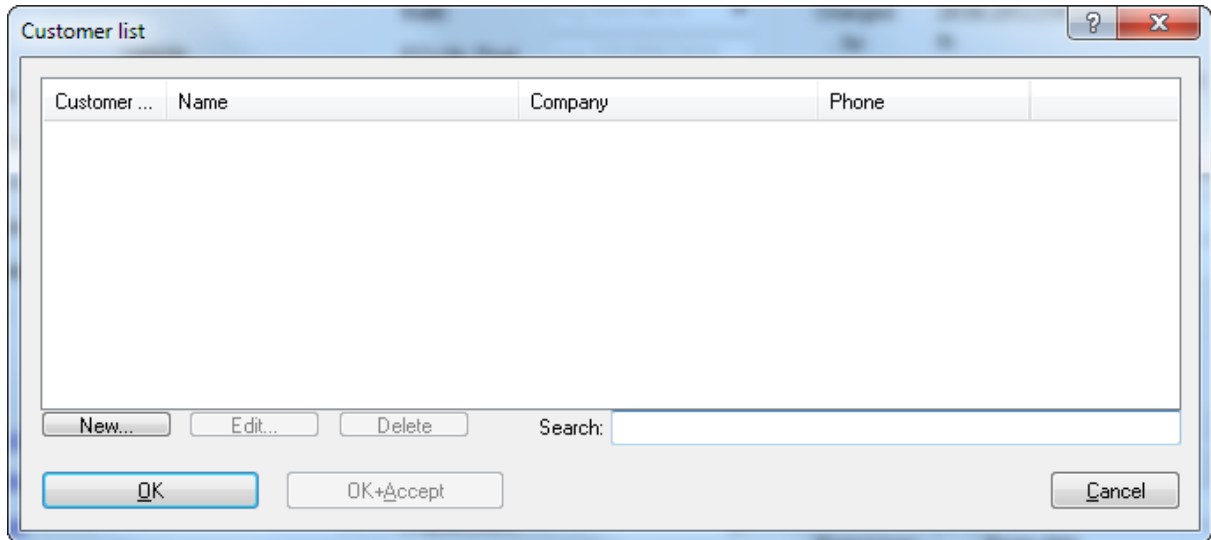 Customer list
?
X
Customer ... Name Company Phone
New... Edit... Delete Search:
OK OK+Accept Cancel